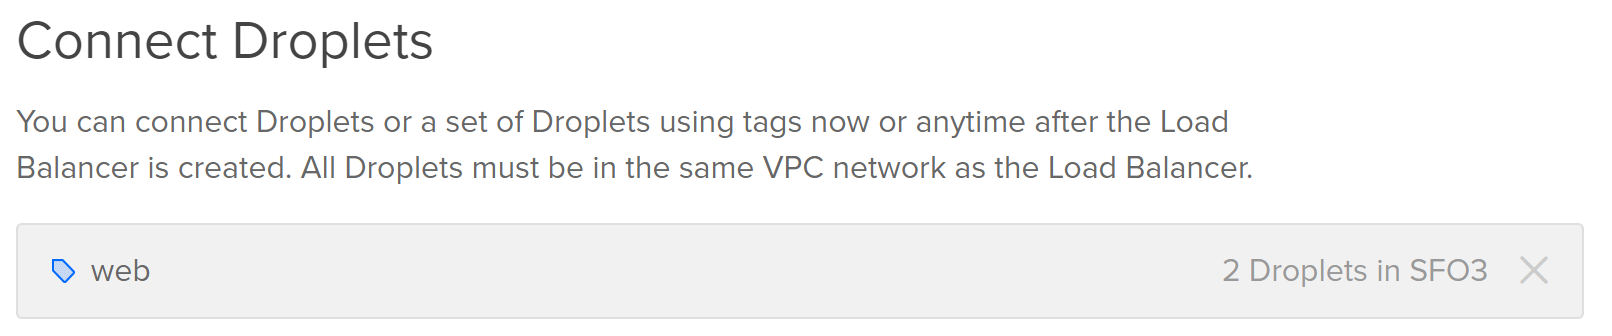 Connect Droplets
You can connect Droplets or a set of Droplets using tags now or anytime after the Load
Balancer is created. All Droplets must be in the same VPC network as the Load Balancer.
web 2 Droplets in SFO3